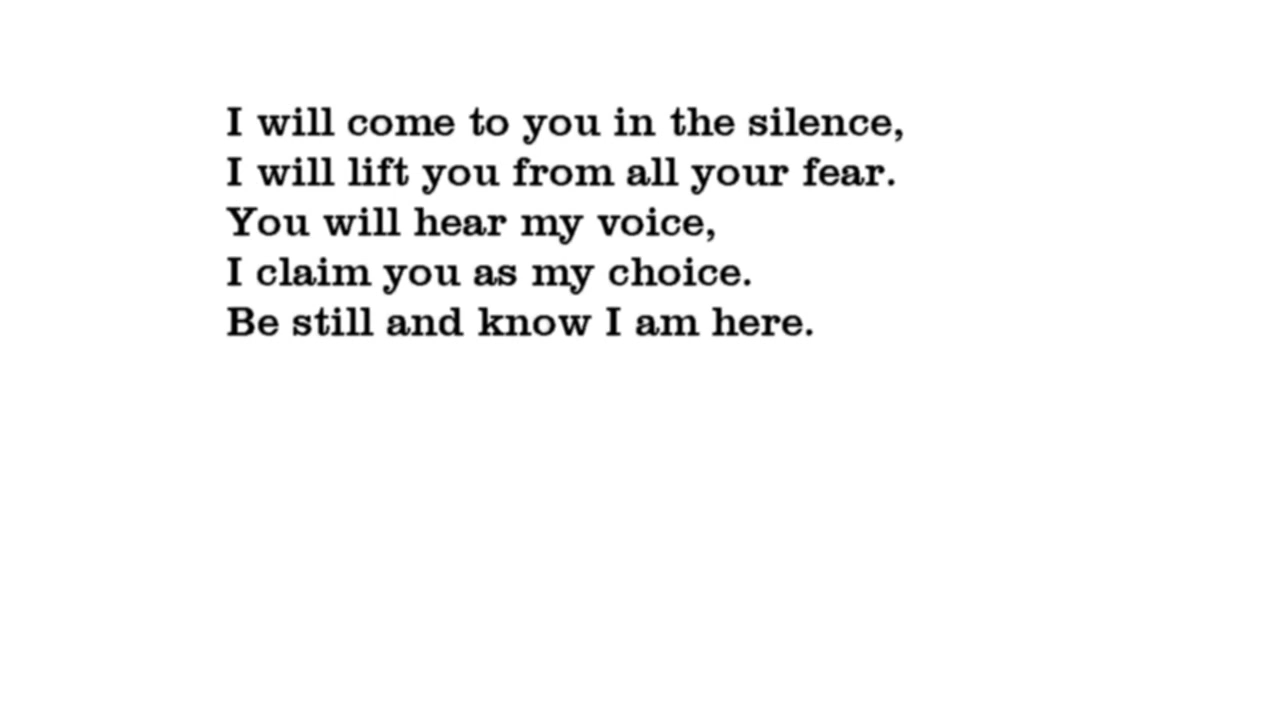 I will come to you in the silence,
I will lift you from all your fear.
You will hear my voice,
I claim you as my choice.
Be still and know I am here.